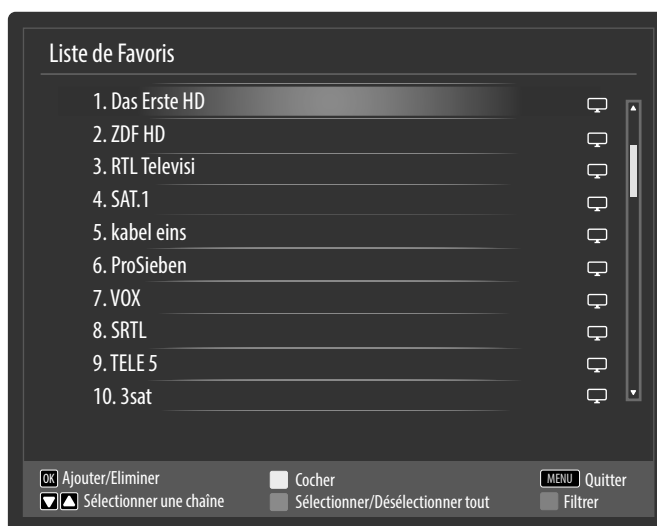 Liste de Favoris
1. Das Erste HD
2. ZDF HD
3. RTL Televisi
4. SAT.1
5. kabel eins
6. ProSieben
7. VOX
8. SRTL
9. TELE 5
10. 3sat
OK Ajouter/Eliminer Cocher MENU Quitter
Sélectionner une chaîne Sélectionner/Désélectionner tout Filtrer